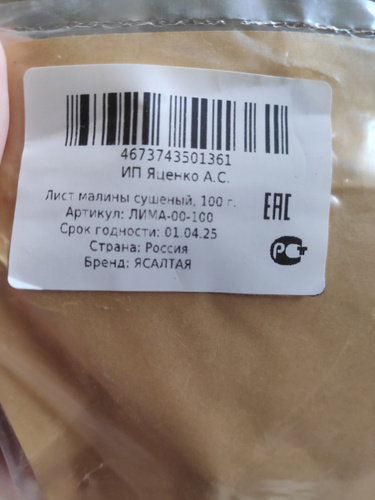 4673743501361
ИП Яценко А.С.
Лист малины сушеный, 100 г.
Артикул: ЛИМА-00-100
Срок годности: 01.04.25
Страна: Россия
Бренд: ЯСАЛТАЯ
ЕАС
РСТ